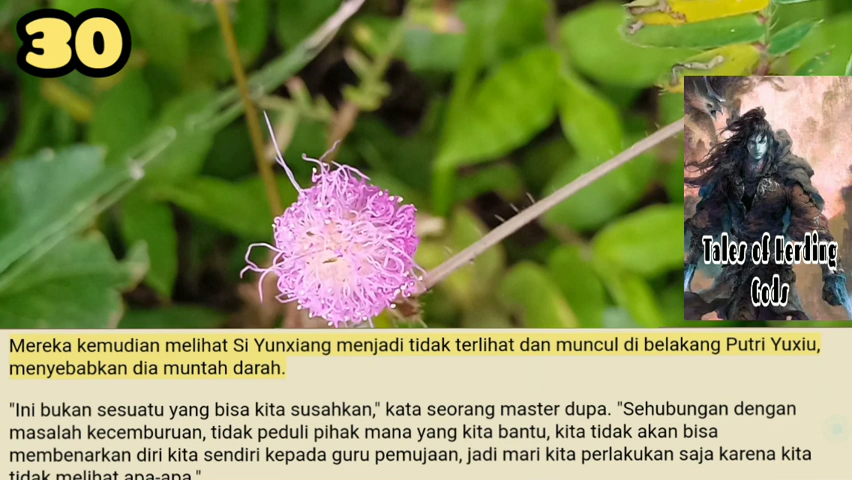 30
Tales of Herding
Gods
Mereka kemudian melihat Si Yunxiang menjadi tidak terlihat dan muncul di belakang Putri Yuxiu,
menyebabkan dia muntah darah.
"Ini bukan sesuatu yang bisa kita susahkan," kata seorang master dupa. "Sehubungan dengan
masalah kecemburuan, tidak peduli pihak mana yang kita bantu, kita tidak akan bisa
membenarkan diri kita sendiri kepada guru pemujaan, jadi mari kita perlakukan saja karena kita
tidak melihat apa-apa."